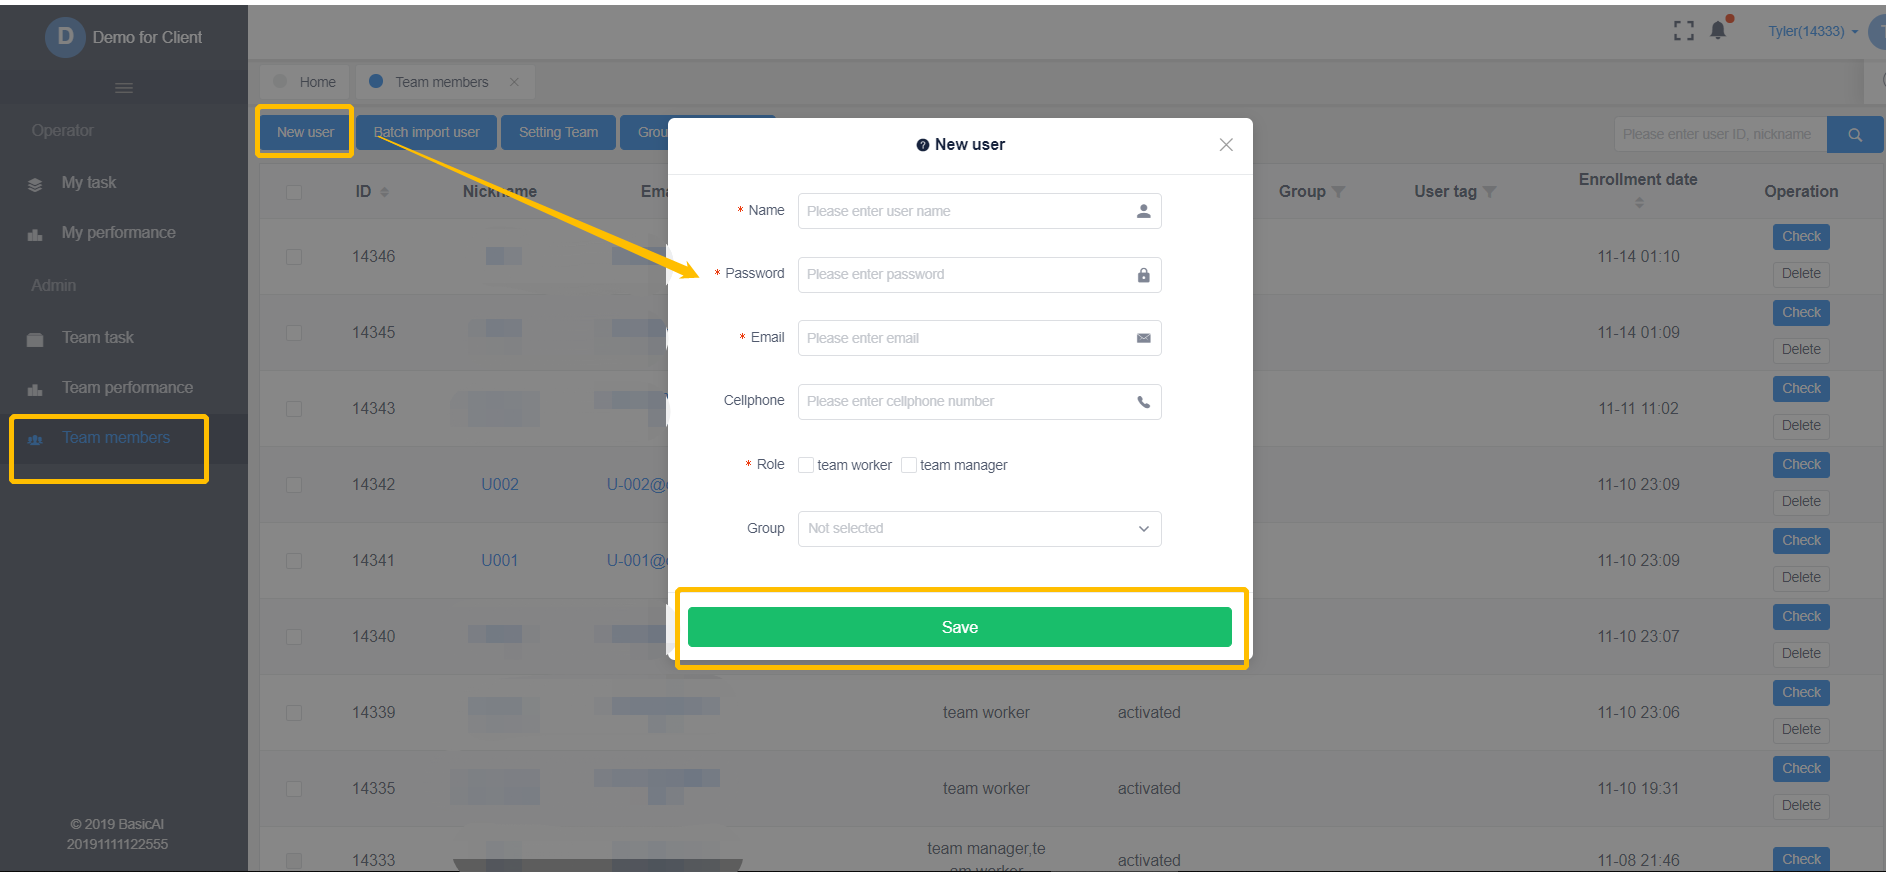 D Demo for Client
Tyler(14333)
Home
Team members
Operator
My task
My performance
Admin
Team task
Team performance
Team members
© 2019 BasicAI
20191111122555
New user
Batch import user
Setting Team
Please enter user ID, nickname
ID
Nickname
Group
User tag
Enrollment date
Operation
14346
11-14 01:10
Check
Delete
14345
11-14 01:09
Check
Delete
14343
11-11 11:02
Check
Delete
14342
U002
U-002@
11-10 23:09
Check
Delete
14341
U001
U-001@
11-10 23:09
Check
Delete
14340
11-10 23:07
Check
Delete
14339
team worker
activated
11-10 23:06
Check
Delete
14335
team worker
activated
11-10 19:31
Check
Delete
14333
team manager,te
am worker
activated
11-08 21:46
Check
New user
* Name
Please enter user name
* Password
Please enter password
* Email
Please enter email
Cellphone
Please enter cellphone number
* Role
team worker
team manager
Group
Not selected
Save